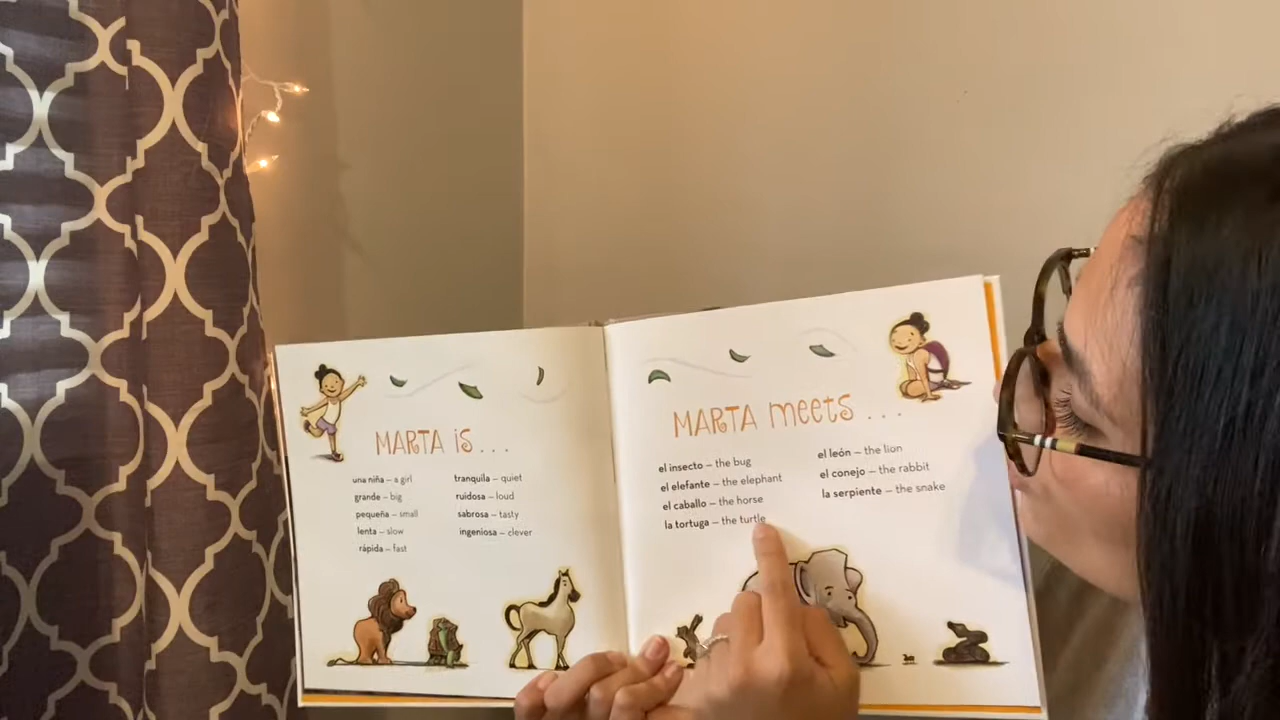 MARTA is...
una niña – a girl
grande – big
pequeña – small
lenta – slow
rápida – fast
tranquila – quiet
ruidosa – loud
sabrosa – tasty
ingeniosa – clever
MARTA meets...
el insecto – the bug
el elefante – the elephant
el caballo – the horse
la tortuga – the turtle
el león – the lion
el conejo – the rabbit
la serpiente – the snake